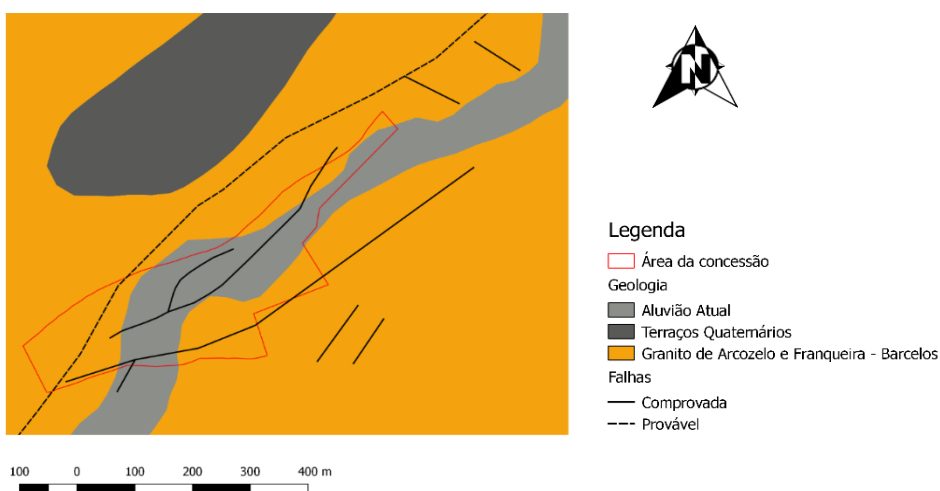 N
Legenda
Área da concessão
Geologia
Aluvião Atual
Terraços Quaternários
Granito de Arcozelo e Franqueira - Barcelos
Falhas
Comprovada
Provável
100 0 100 200 300 400 m